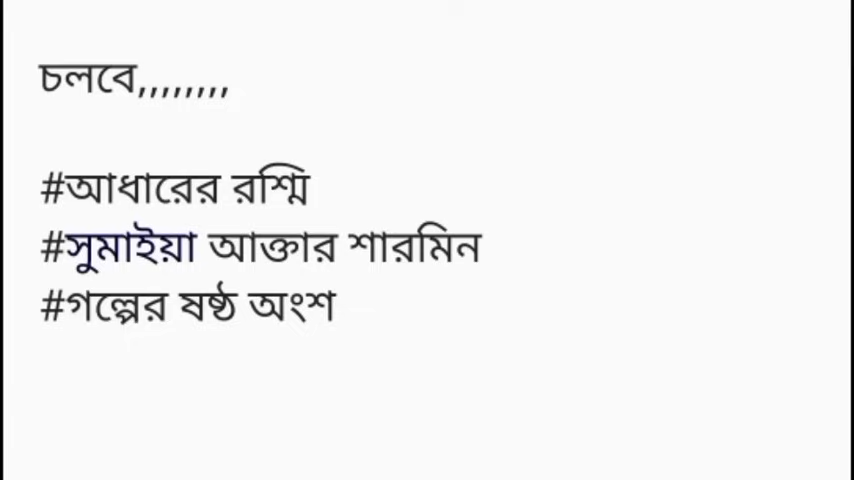 চলবে,,,,,,,,
#আধারের রশ্মি
#সুমাইয়া আক্তার শারমিন
#গল্পের ষষ্ঠ অংশ